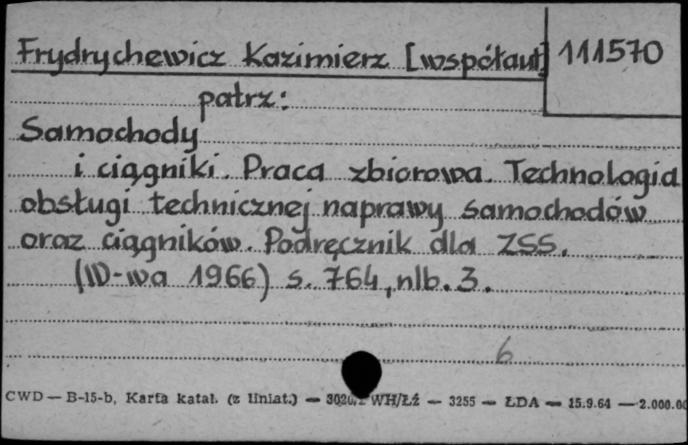 Frydrychewicz Kazimierz [współaut] 111570
patrz:
Samochody
i ciągniki. Praca zbiorowa. Technologia
obsługi technicznej naprawy samochodów
oraz ciągników. Podręcznik dla ZSS.
(W-wa 1966) s. 764, nlb. 3.
6
CWD — B-15-b, Karta katal. (z liniat.) — WH/Łź — 3255 — ŁDA — 15.9.64 — 2.000.00